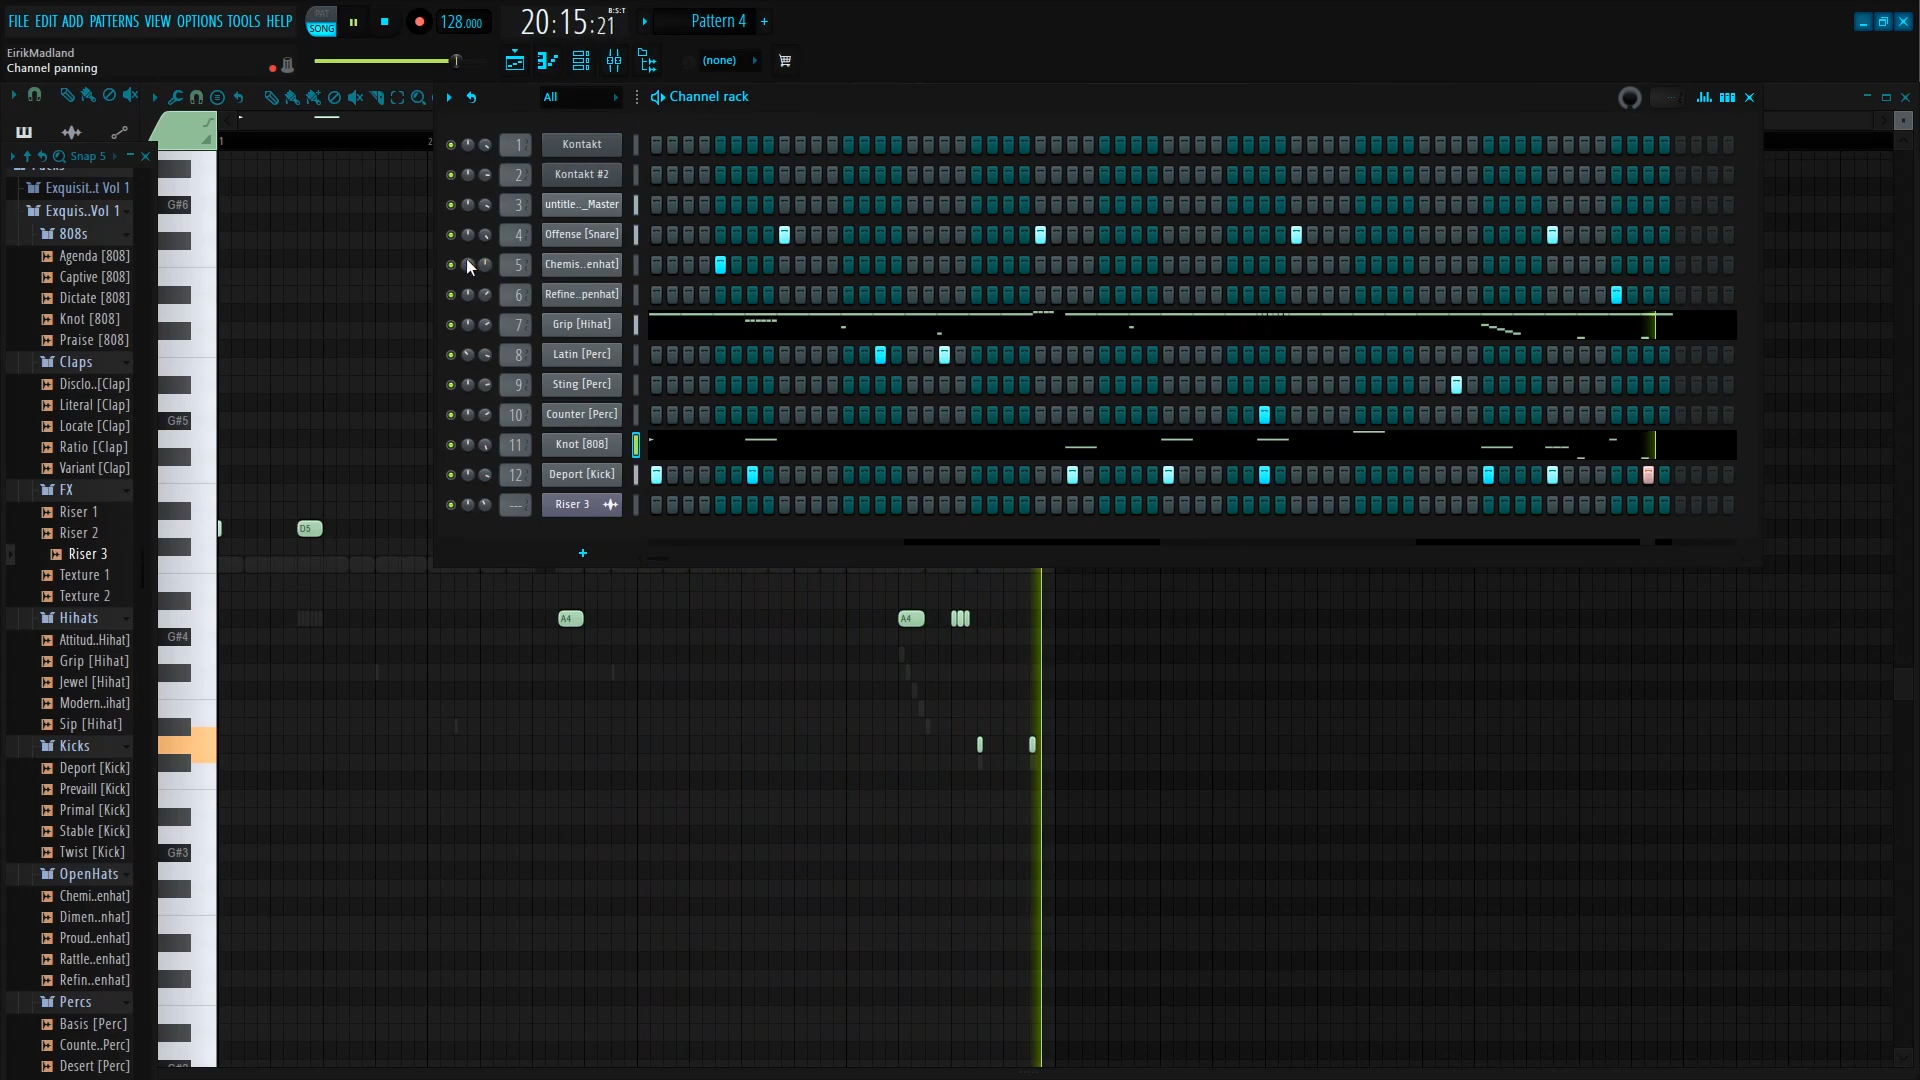 FILE EDIT ADD PATTERNS VIEW OPTIONS TOOLS HELP
PAT
SONG
128.000
20:15:21
B:S:T
Pattern 4
EirikMadland
Channel panning
(none)
All
Channel rack
Snap 5
Exquisit..t Vol 1
Exquis..Vol 1
808s
Agenda [808]
Captive [808]
Dictate [808]
Knot [808]
Praise [808]
Claps
Disclo..[Clap]
Literal [Clap]
Locate [Clap]
Ratio [Clap]
Variant [Clap]
FX
Riser 1
Riser 2
Riser 3
Texture 1
Texture 2
Hihats
Attitud..Hihat]
Grip [Hihat]
Jewel [Hihat]
Modern..ihat]
Sip [Hihat]
Kicks
Deport [Kick]
Prevaill [Kick]
Primal [Kick]
Stable [Kick]
Twist [Kick]
OpenHats
Chemi..enhat]
Dimen..nhat]
Proud..enhat]
Rattle..enhat]
Refin..enhat]
Percs
Basis [Perc]
Counte..Perc]
Desert [Perc]
1
2
G#6
G#5
G#4
G#3
D5
A4
A4
1 Kontakt
2 Kontakt #2
3 untitle.._Master
4 Offense [Snare]
5 Chemis..enhat]
6 Refine..penhat]
7 Grip [Hihat]
8 Latin [Perc]
9 Sting [Perc]
10 Counter [Perc]
11 Knot [808]
12 Deport [Kick]
--- Riser 3